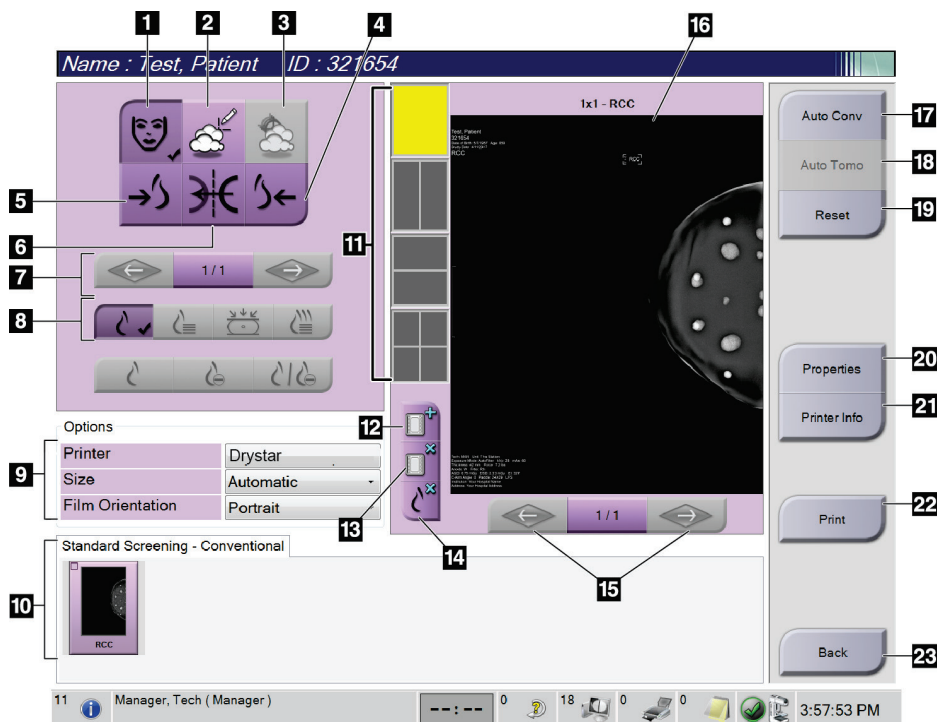 1
2
3
4
16
Name : Test, Patient ID : 321654
1x1 - RCC
Test, Patient
321654
RCC
RCC
Auto Conv
17
Auto Tomo
18
Reset
19
5
6
11
7
1 / 1
8
Properties
20
Printer Info
21
12
Options
Printer
Drystar
Size
Automatic
Film Orientation
Portrait
9
13
14
1 / 1
15
Print
22
Standard Screening - Conventional
10
RCC
Back
23
11
Manager, Tech ( Manager )
--:--
0
18
0
0
3:57:53 PM